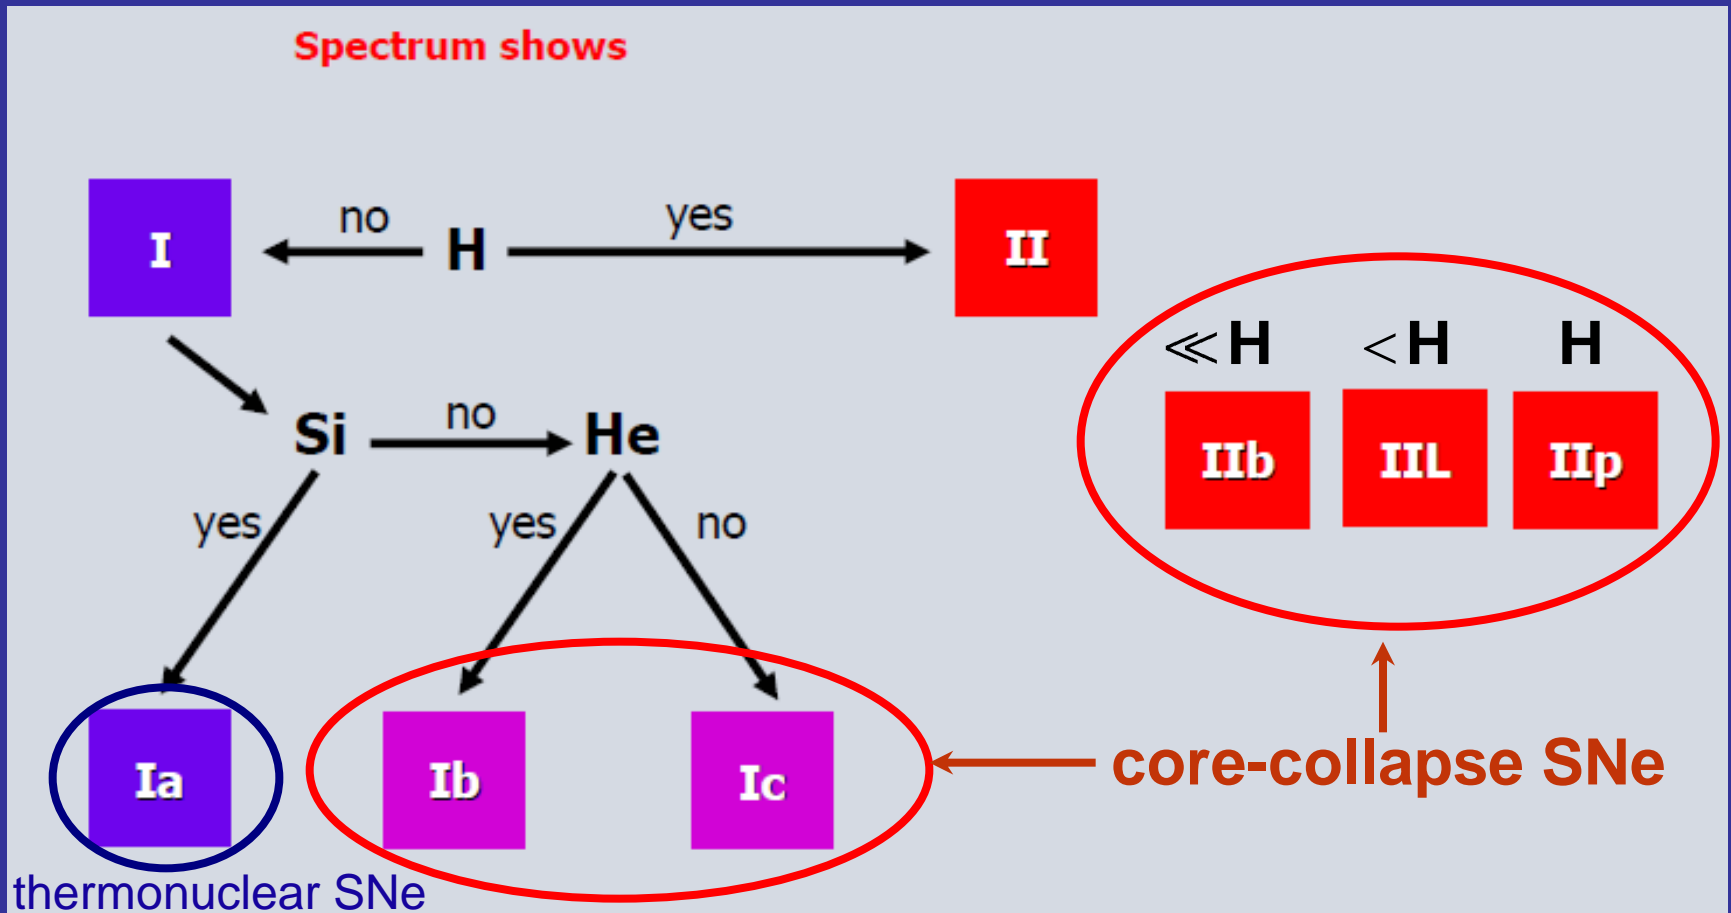 Spectrum shows
I
no
H
yes
II
≪H
<H
H
Si
no
He
IIb
IIL
IIp
yes
yes
no
Ia
Ib
Ic
core-collapse SNe
thermonuclear SNe